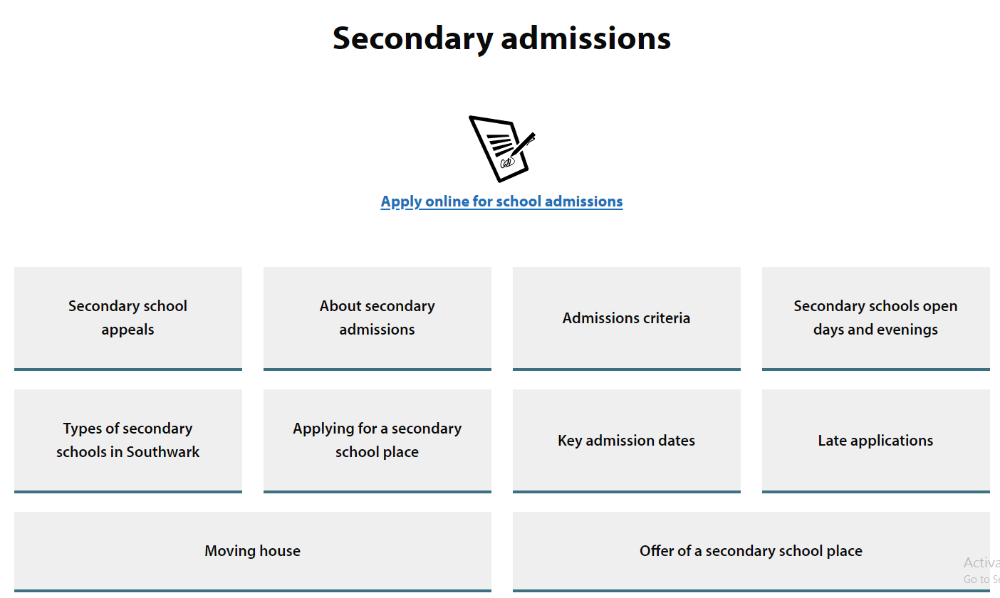 Secondary admissions
Apply online for school admissions
Secondary school
appeals
About secondary
admissions
Admissions criteria
Secondary schools open
days and evenings
Types of secondary
schools in Southwark
Applying for a secondary
school place
Key admission dates
Late applications
Moving house
Offer of a secondary school place
Activa
Go to Se